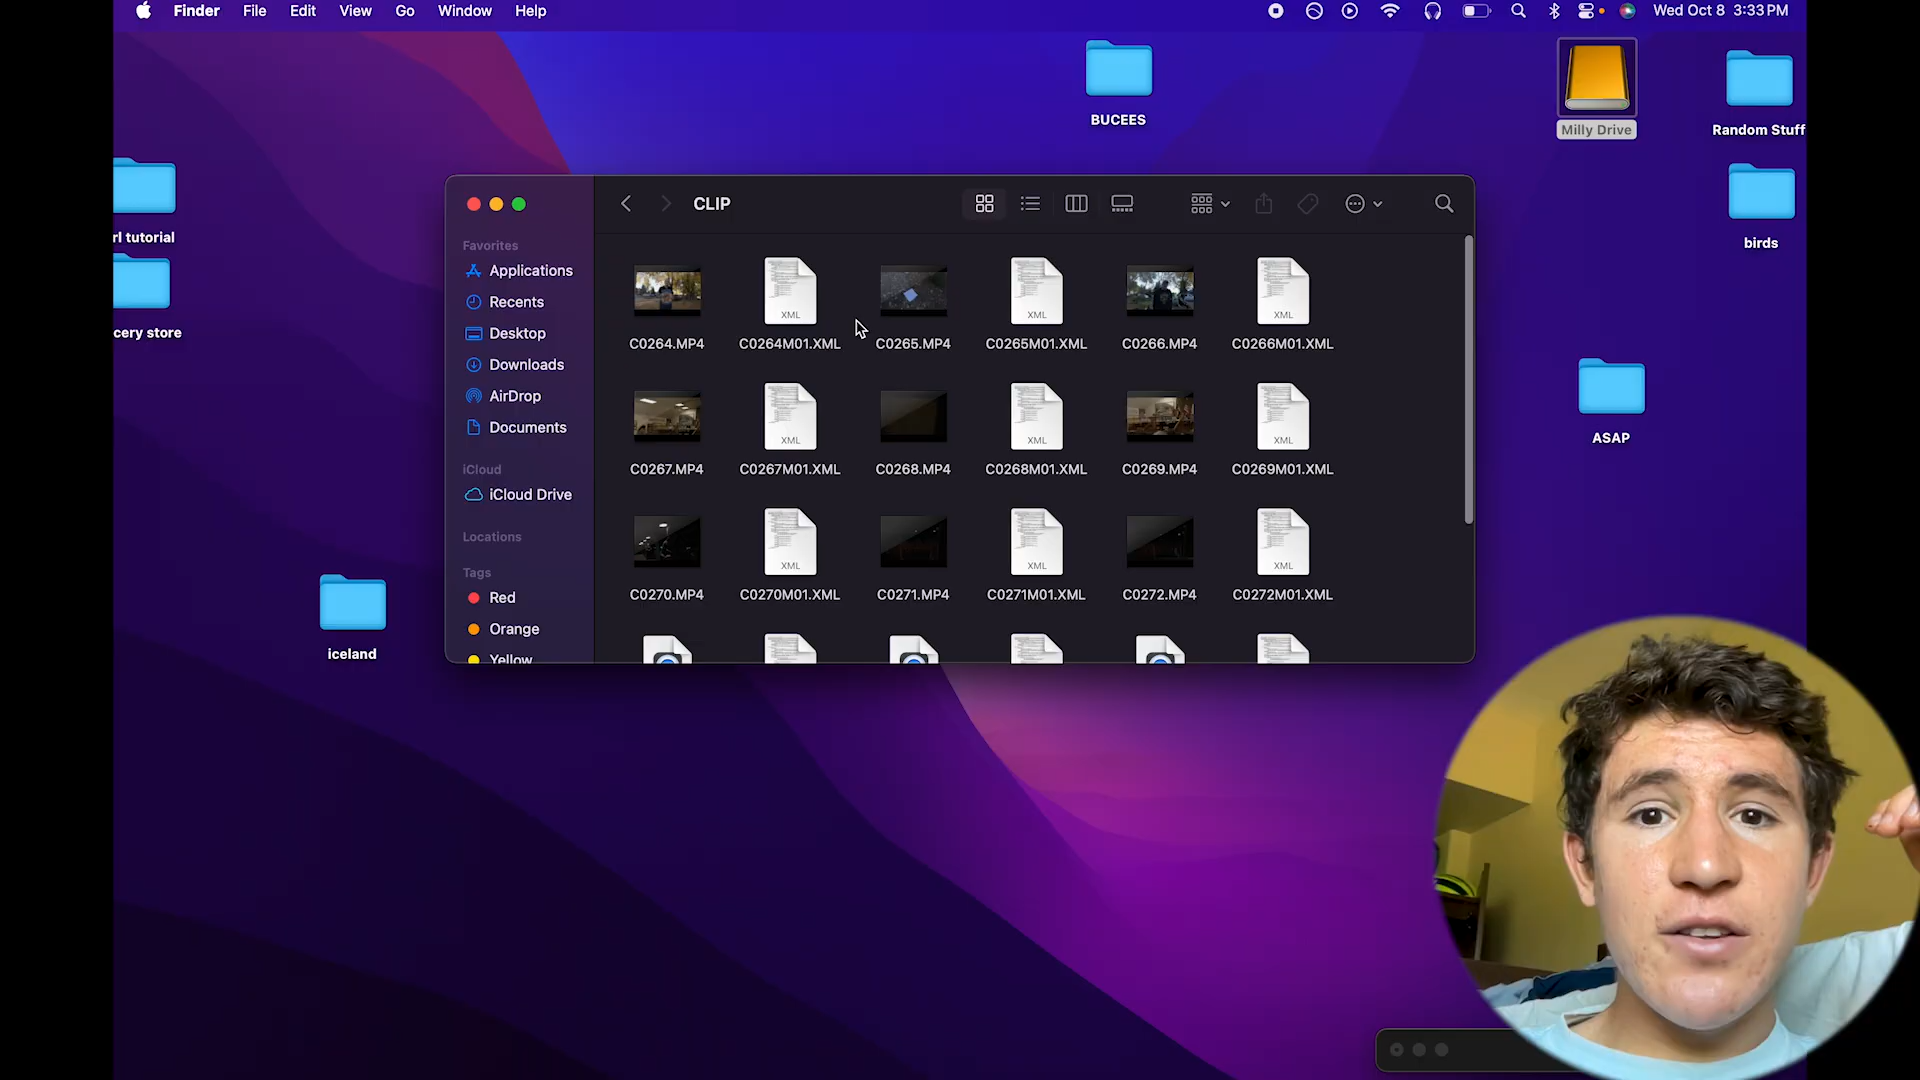 Finder File Edit View Go Window Help Wed Oct 8 3:33 PM
BUCEES
Milly Drive
Random Stuff
rl tutorial
birds
cery store
ASAP
iceland
CLIP
Favorites
Applications
Recents
Desktop
Downloads
AirDrop
Documents
iCloud
iCloud Drive
Locations
Tags
Red
Orange
Yellow
XML XML XML
C0264.MP4 C0264M01.XML C0265.MP4 C0265M01.XML C0266.MP4 C0266M01.XML
XML XML XML
C0267.MP4 C0267M01.XML C0268.MP4 C0268M01.XML C0269.MP4 C0269M01.XML
XML XML XML
C0270.MP4 C0270M01.XML C0271.MP4 C0271M01.XML C0272.MP4 C0272M01.XML